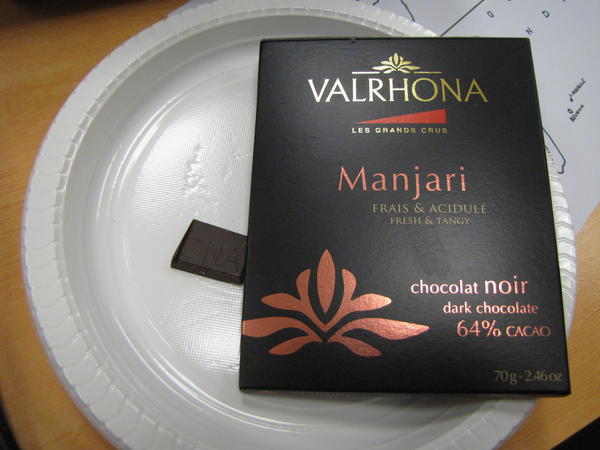 VALRHONA
LES GRANDS CRUS
Manjari
FRAIS & ACIDULÉ
FRESH & TANGY
chocolat noir
dark chocolate
64% CACAO
70g - 2.46 oz
NA